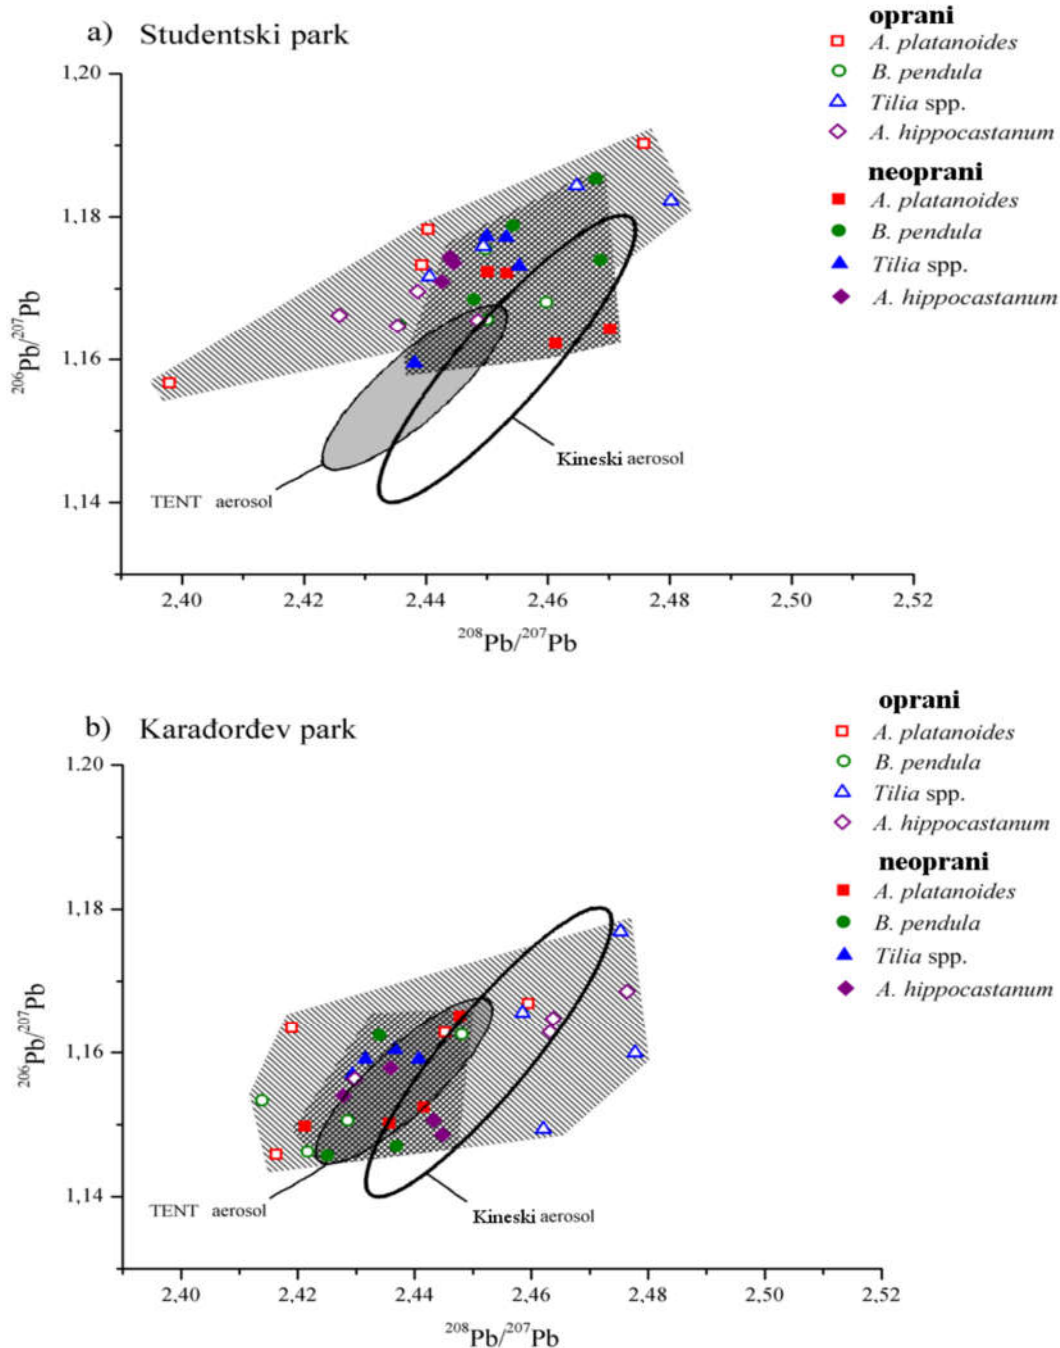 a) Studentski park
oprani
A. platanoides
B. pendula
Tilia spp.
A. hippocastanum
neoprani
A. platanoides
B. pendula
Tilia spp.
A. hippocastanum
1,20
1,18
1,16
1,14
²⁰⁶Pb/²⁰⁷Pb
Kineski aerosol
TENT aerosol
2,40 2,42 2,44 2,46 2,48 2,50 2,52
²⁰⁸Pb/²⁰⁷Pb
b) Karađorđev park
oprani
A. platanoides
B. pendula
Tilia spp.
A. hippocastanum
neoprani
A. platanoides
B. pendula
Tilia spp.
A. hippocastanum
1.20
1,18
1,16
1,14
²⁰⁶Pb/²⁰⁷Pb
TENT aerosol
Kineski aerosol
2,40 2,42 2,44 2,46 2,48 2,50 2,52
²⁰⁸Pb/²⁰⁷Pb